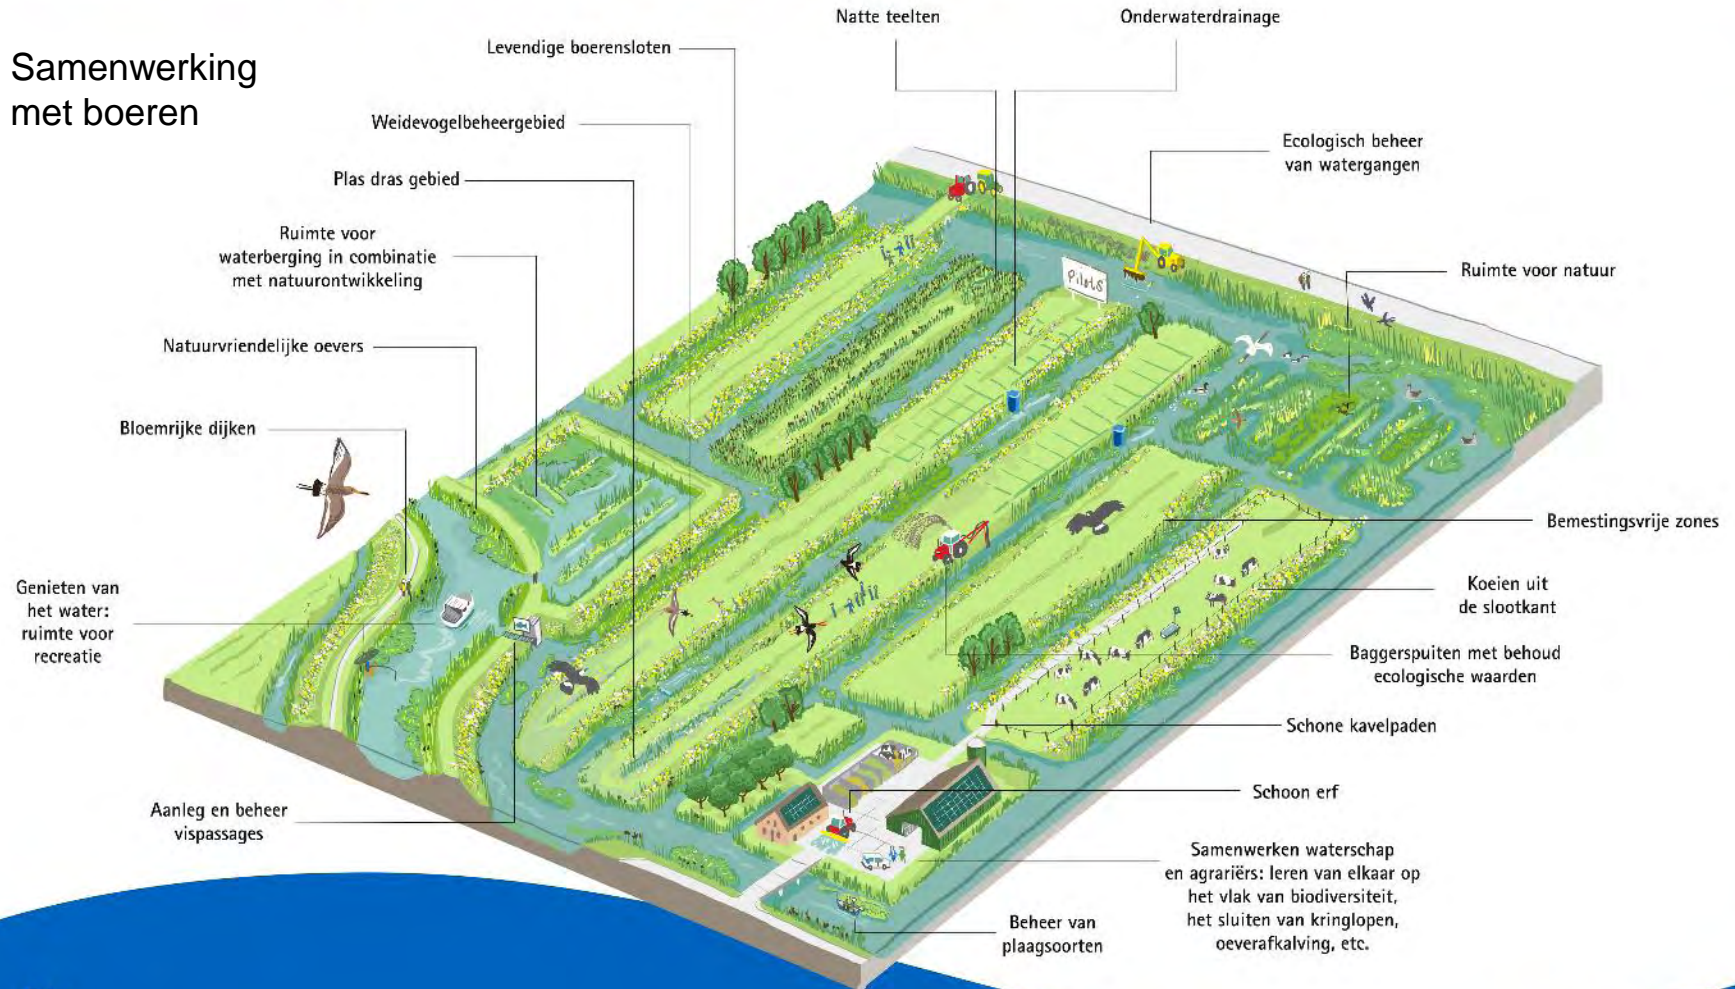 Samenwerking
met boeren
Natte teelten
Onderwaterdrainage
Levendige boerensloten
Weidevogelbeheergebied
Plas dras gebied
Ruimte voor
waterberging in combinatie
met natuurontwikkeling
Natuurvriendelijke oevers
Bloemrijke dijken
Genieten van
het water:
ruimte voor
recreatie
Aanleg en beheer
vispassages
Pilots
Ecologisch beheer
van watergangen
Ruimte voor natuur
Bemestingsvrije zones
Koeien uit
de slootkant
Baggerspuiten met behoud
ecologische waarden
Schone kavelpaden
Schoon erf
Samenwerken waterschap
en agrariërs: leren van elkaar op
het vlak van biodiversiteit,
het sluiten van kringlopen,
oeverafkalving, etc.
Beheer van
plaagsoorten